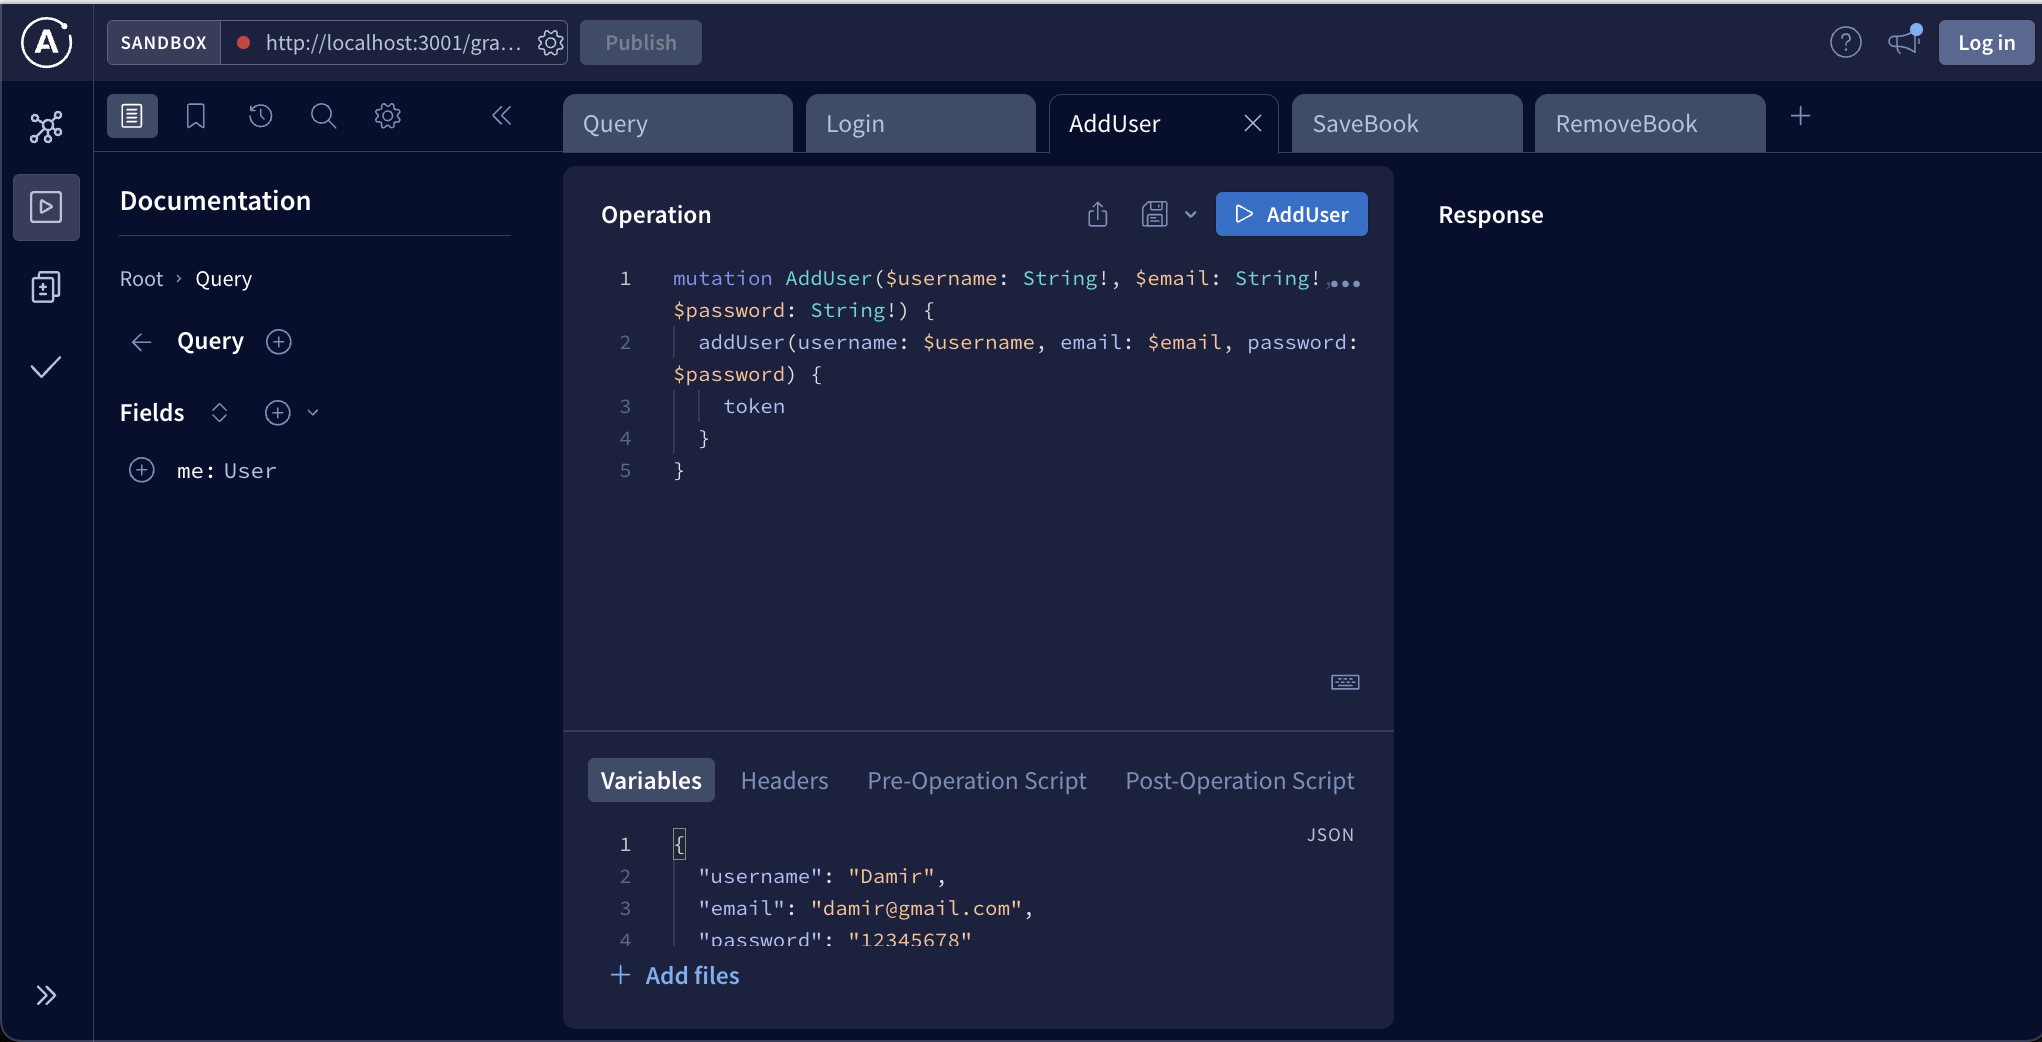 SANDBOX
http://localhost:3001/gra...
Publish
Log in
Query
Login
AddUser
SaveBook
RemoveBook
Documentation
Root › Query
Query
Fields
me: User
Operation
AddUser
1 mutation AddUser($username: String!, $email: String!,
$password: String!) {
2 addUser(username: $username, email: $email, password:
$password) {
3 token
4 }
5 }
Variables
Headers
Pre-Operation Script
Post-Operation Script
JSON
1 {
2 "username": "Damir",
3 "email": "damir@gmail.com",
4 "password": "12345678"
+ Add files
Response